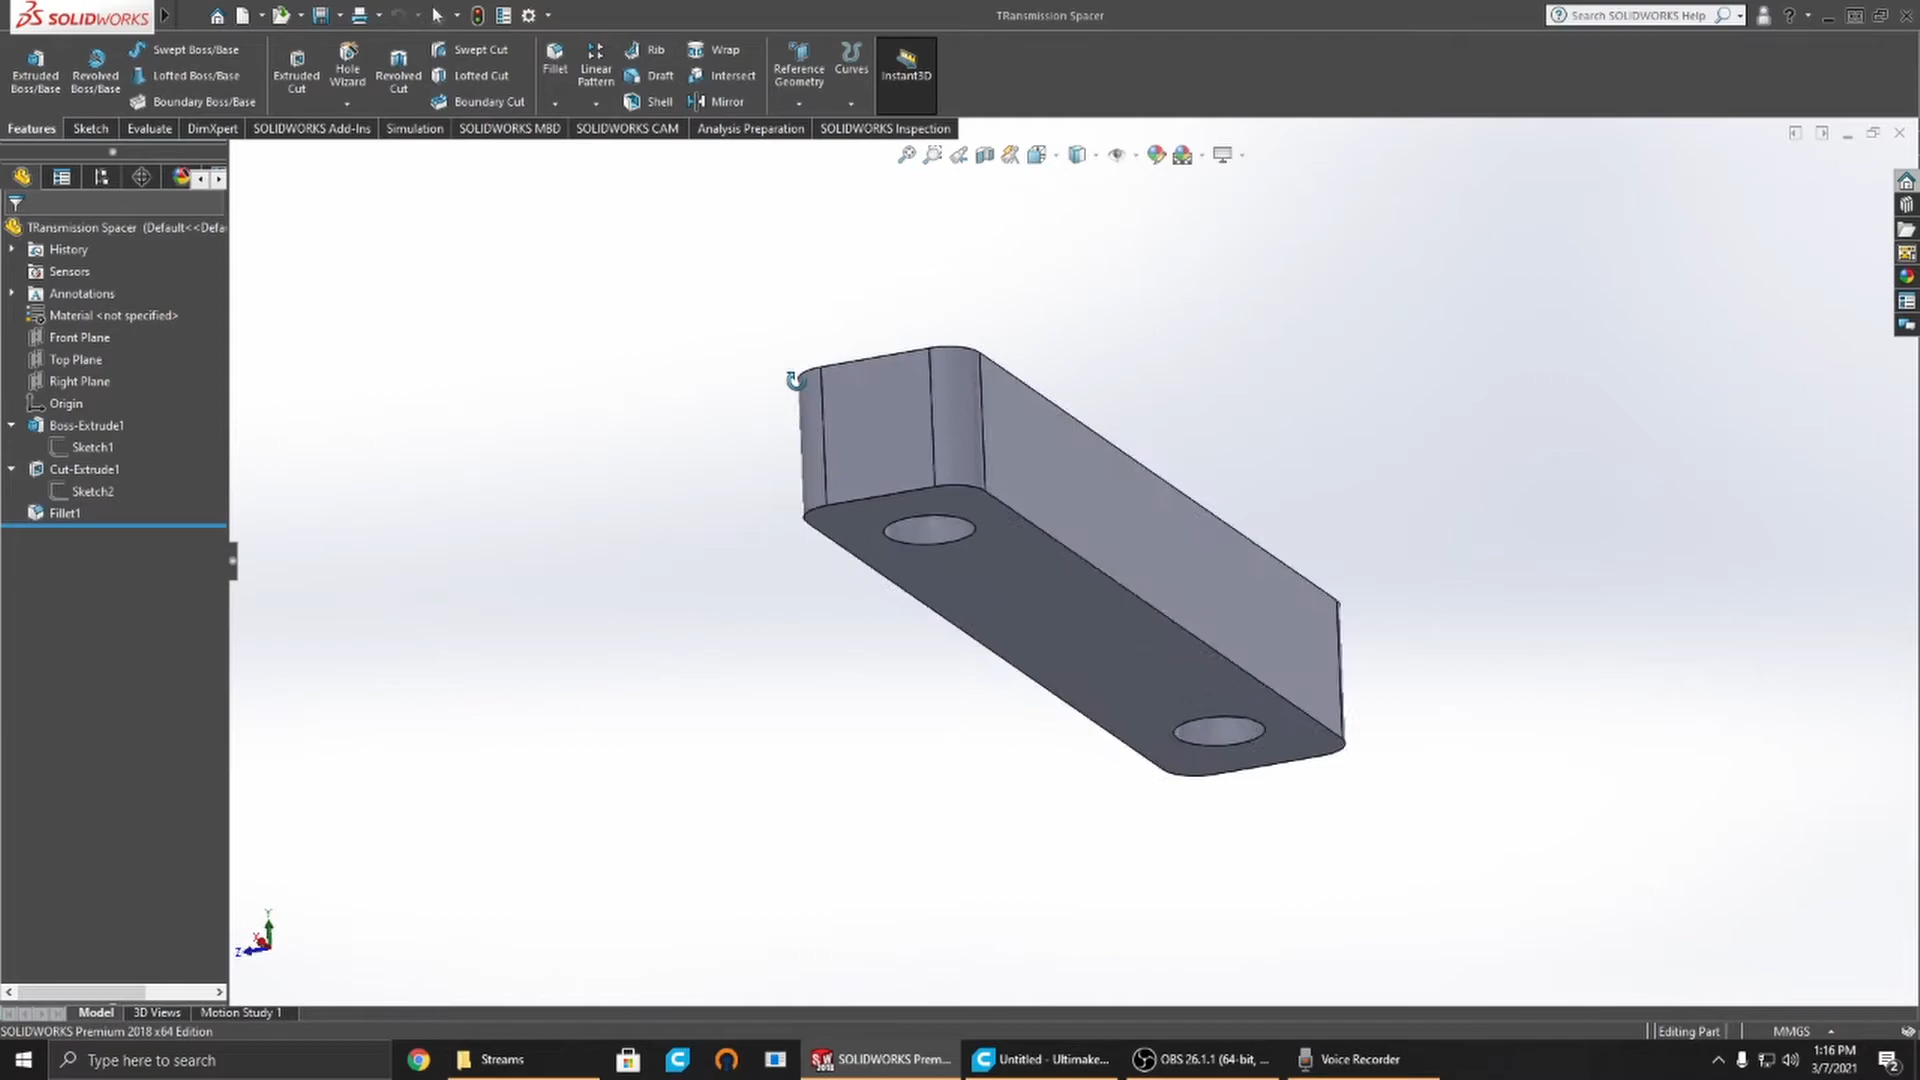 SOLIDWORKS
TRansmission Spacer
Search SOLIDWORKS Help
Extruded Boss/Base
Revolved Boss/Base
Swept Boss/Base
Lofted Boss/Base
Boundary Boss/Base
Extruded Cut
Hole Wizard
Revolved Cut
Swept Cut
Lofted Cut
Boundary Cut
Fillet
Linear Pattern
Rib
Draft
Shell
Wrap
Intersect
Mirror
Reference Geometry
Curves
Instant3D
Features
Sketch
Evaluate
DimXpert
SOLIDWORKS Add-Ins
Simulation
SOLIDWORKS MBD
SOLIDWORKS CAM
Analysis Preparation
SOLIDWORKS Inspection
TRansmission Spacer (Default<<Defa
History
Sensors
Annotations
Material <not specified>
Front Plane
Top Plane
Right Plane
Origin
Boss-Extrude1
Sketch1
Cut-Extrude1
Sketch2
Fillet1
Y
X
Z
Model
3D Views
Motion Study 1
SOLIDWORKS Premium 2018 x64 Edition
Editing Part
MMGS
Type here to search
Streams
SOLIDWORKS Prem...
Untitled - Ultimake...
OBS 26.1.1 (64-bit, ...
Voice Recorder
1:16 PM
3/7/2021
2